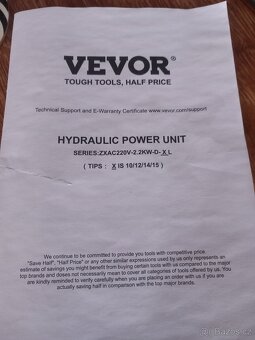 VEVOR®
TOUGH TOOLS, HALF PRICE
Technical Support and E-Warranty Certificate www.vevor.com/support
HYDRAULIC POWER UNIT
SERIES:ZXAC220V-2.2KW-D-XL
( TIPS : X IS 10/12/14/15 )
We continue to be committed to provide you tools with competitive price.
"Save Half", "Half Price" or any other similar expressions used by us only represents an
estimate of savings you might benefit from buying certain tools with us compared to the major
top brands and doses not necessarily mean to cover all categories of tools offered by us. You
are kindly reminded to verify carefully when you are placing an order with us if you are
actually saving half in comparison with the top major brands.